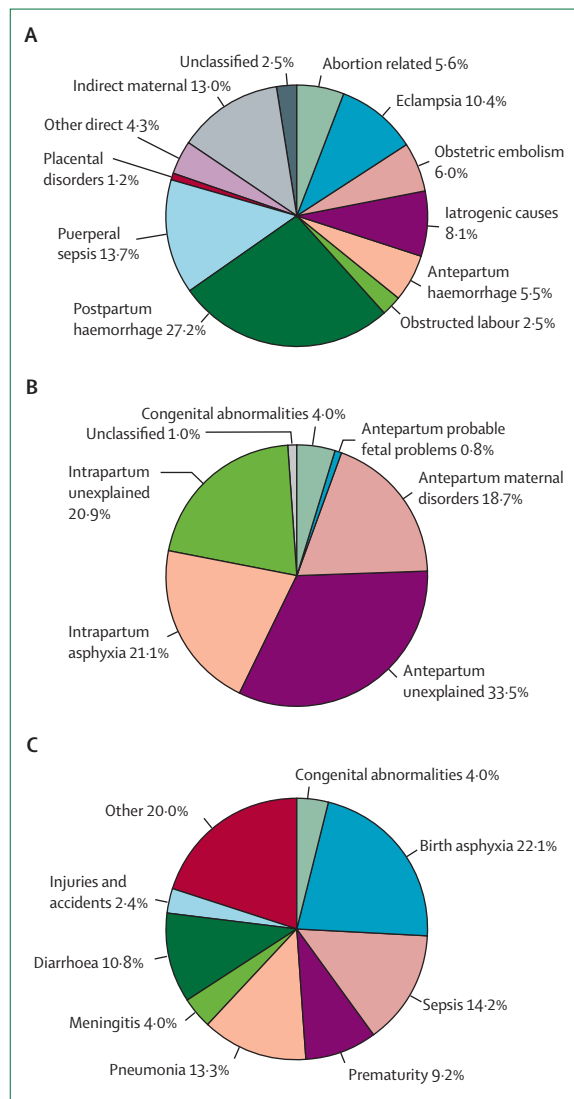 A
Unclassified 2·5%
Abortion related 5·6%
Indirect maternal 13·0%
Eclampsia 10·4%
Other direct 4·3%
Obstetric embolism
6·0%
Placental
disorders 1·2%
Iatrogenic causes
8·1%
Puerperal
sepsis 13·7%
Antepartum
haemorrhage 5·5%
Postpartum
haemorrhage 27·2%
Obstructed labour 2·5%
B
Congenital abnormalities 4·0%
Unclassified 1·0%
Antepartum probable
fetal problems 0·8%
Intrapartum
unexplained
20·9%
Antepartum maternal
disorders 18·7%
Intrapartum
asphyxia 21·1%
Antepartum
unexplained 33·5%
C
Congenital abnormalities 4·0%
Other 20·0%
Birth asphyxia 22·1%
Injuries and
accidents 2·4%
Diarrhoea 10·8%
Sepsis 14·2%
Meningitis 4·0%
Pneumonia 13·3%
Prematurity 9·2%